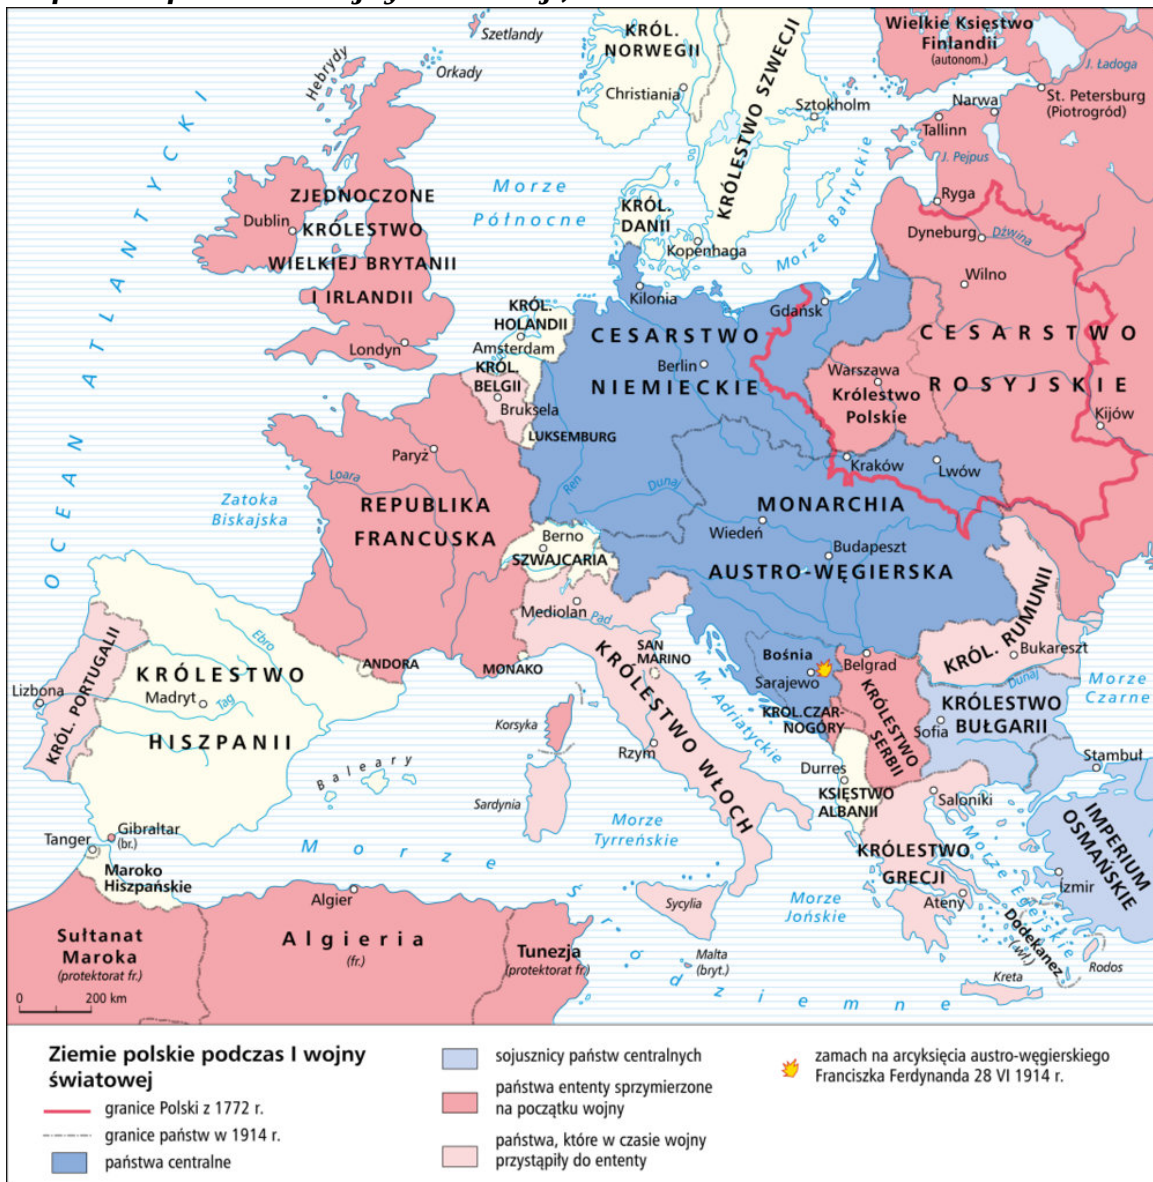 Szetlandy
Orkady
Hebrydy
KRÓL.
NORWEGII
Christiania
KRÓLESTWO SZWECJI
Sztokholm
Wielkie Księstwo
Finlandii
(autonom.)
J. Ładoga
St. Petersburg
(Piotrogród)
Narwa
Tallinn
J. Pejpus
Ryga
Dyneburg
Dźwina
Wilno
OCEAN ATLANTYCKI
Morze
Północne
Morze Bałtyckie
ZJEDNOCZONE
KRÓLESTWO
WIELKIEJ BRYTANII
I IRLANDII
Dublin
Londyn
KRÓL.
DANII
Kopenhaga
Kilonia
Gdańsk
KRÓL.
HOLANDII
Amsterdam
KRÓL.
BELGII
Bruksela
LUKSEMBURG
CESARSTWO
NIEMIECKIE
Berlin
Ren
Dunaj
CESARSTWO
ROSYJSKIE
Warszawa
Królestwo
Polskie
Kijów
Kraków
Lwów
Paryż
Loara
REPUBLIKA
FRANCUSKA
Zatoka
Biskajska
MONARCHIA
AUSTRO-WĘGIERSKA
Wiedeń
Budapeszt
Berno
SZWAJCARIA
Mediolan
Pad
KRÓL. RUMUNII
Bukareszt
Dunaj
Morze
Czarne
KRÓL. PORTUGALII
Lizbona
KRÓLESTWO
HISZPANII
Madryt
Ebro
Tag
ANDORA
MONAKO
SAN
MARINO
KRÓLESTWO WŁOCH
Rzym
Korsyka
Sardynia
Baleary
M. Adriatyckie
Bośnia
Sarajewo
Belgrad
KRÓL.CZAR-
NOGÓRY
KRÓLESTWO
SERBII
KRÓLESTWO
BUŁGARII
Sofia
Stambuł
Durres
KSIĘSTWO
ALBANII
Saloniki
KRÓLESTWO
GRECJI
Ateny
IMPERIUM
OSMAŃSKIE
İzmir
Morze Egejskie
Dodekanez
(wł.)
Rodos
Kreta
Morze
Tyrreńskie
Morze
Jońskie
Sycylia
Malta
(bryt.)
Morze Śródziemne
Gibraltar
(br.)
Tanger
Maroko
Hiszpańskie
Sułtanat
Maroka
(protektorat fr.)
Algier
Algieria
(fr.)
Tunezja
(protektorat fr.)
0 200 km
Ziemie polskie podczas I wojny
światowej
granice Polski z 1772 r.
granice państw w 1914 r.
państwa centralne
sojusznicy państw centralnych
państwa ententy sprzymierzone
na początku wojny
państwa, które w czasie wojny
przystąpiły do ententy
zamach na arcyksięcia austro-węgierskiego
Franciszka Ferdynanda 28 VI 1914 r.